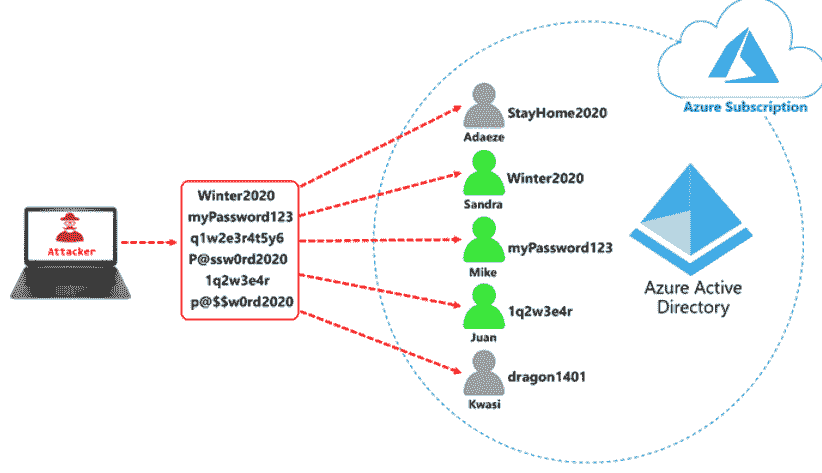 Attacker
Winter2020
myPassword123
q1w2e3r4t5y6
P@ssw0rd2020
1q2w3e4r
p@$$w0rd2020
StayHome2020
Adaeze
Winter2020
Sandra
myPassword123
Mike
1q2w3e4r
Juan
dragon1401
Kwasi
Azure Subscription
Azure Active
Directory